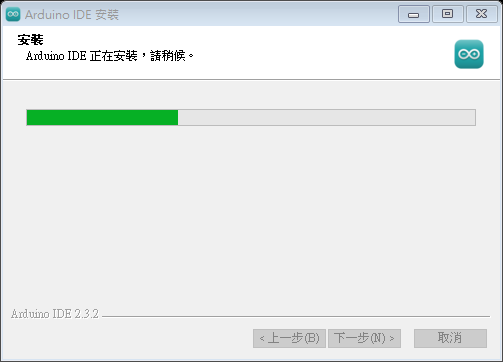 Arduino IDE 安裝
安裝
Arduino IDE 正在安裝，請稍候。
Arduino IDE 2.3.2
< 上一步(B) 下一步(N) > 取消